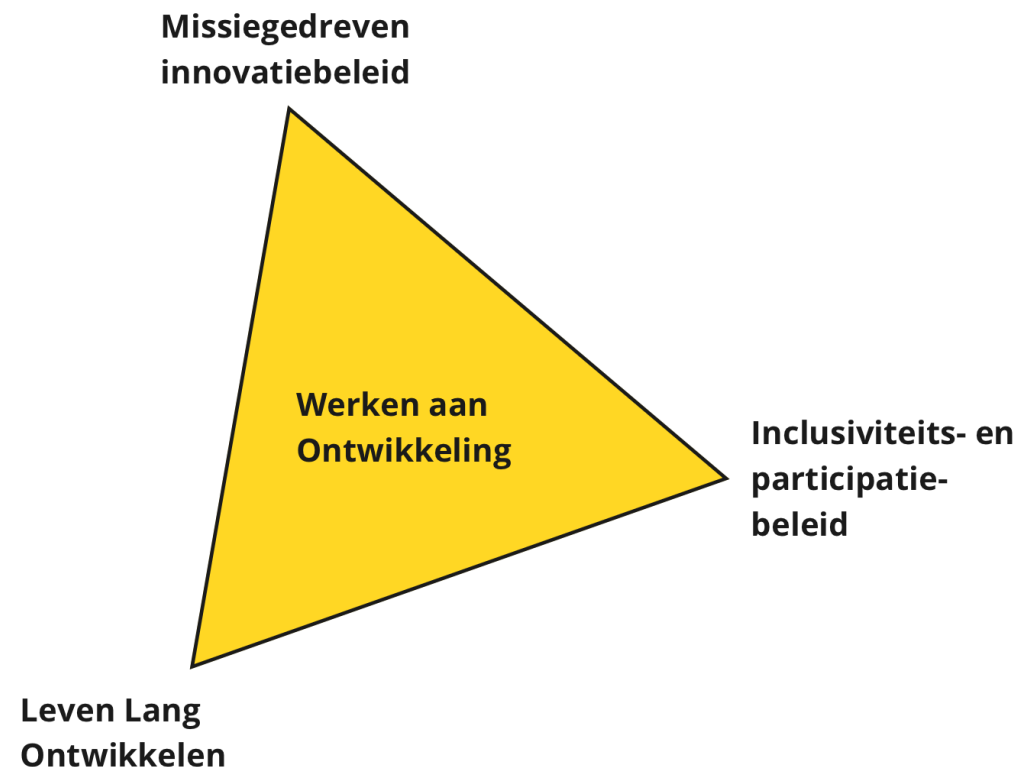 Missiegedreven
innovatiebeleid
Werken aan
Ontwikkeling
Inclusiviteits- en
participatie-
beleid
Leven Lang
Ontwikkelen